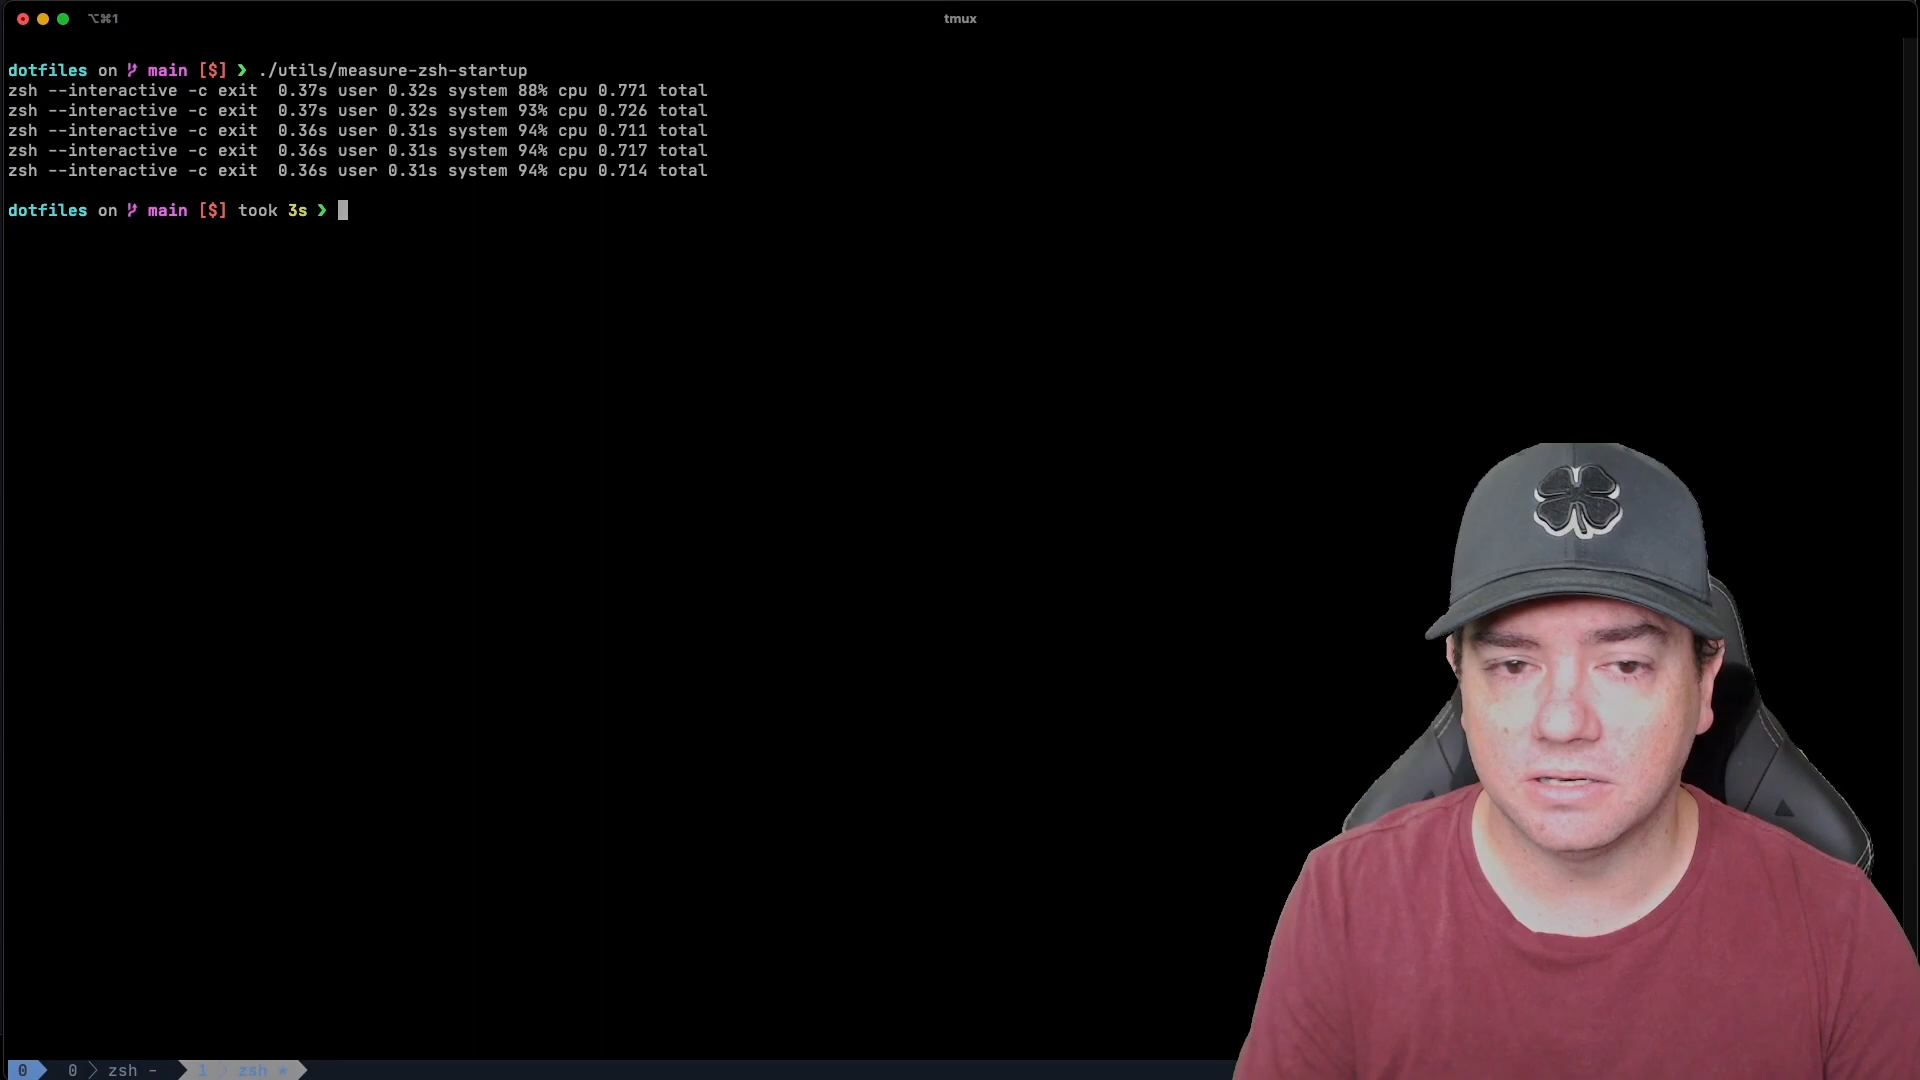 ⌥⌘1
tmux
dotfiles on main [$] ❯ ./utils/measure-zsh-startup
zsh --interactive -c exit  0.37s user 0.32s system 88% cpu 0.771 total
zsh --interactive -c exit  0.37s user 0.32s system 93% cpu 0.726 total
zsh --interactive -c exit  0.36s user 0.31s system 94% cpu 0.711 total
zsh --interactive -c exit  0.36s user 0.31s system 94% cpu 0.717 total
zsh --interactive -c exit  0.36s user 0.31s system 94% cpu 0.714 total
dotfiles on main [$] took 3s ❯
0 0 zsh - 1 zsh *